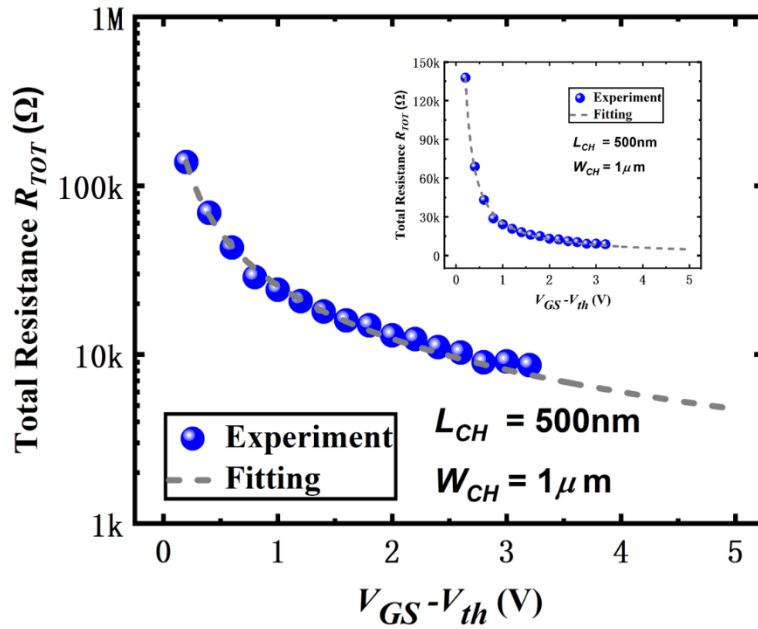 1M
100k
10k
1k
Total Resistance R_TOT (Ω)
0 1 2 3 4 5
V_GS -V_th (V)
Experiment
Fitting
L_CH = 500nm
W_CH = 1μm
150k
120k
90k
60k
30k
0
Total Resistance R_TOT (Ω)
0 1 2 3 4 5
V_GS -V_th (V)
Experiment
Fitting
L_CH = 500nm
W_CH = 1μm